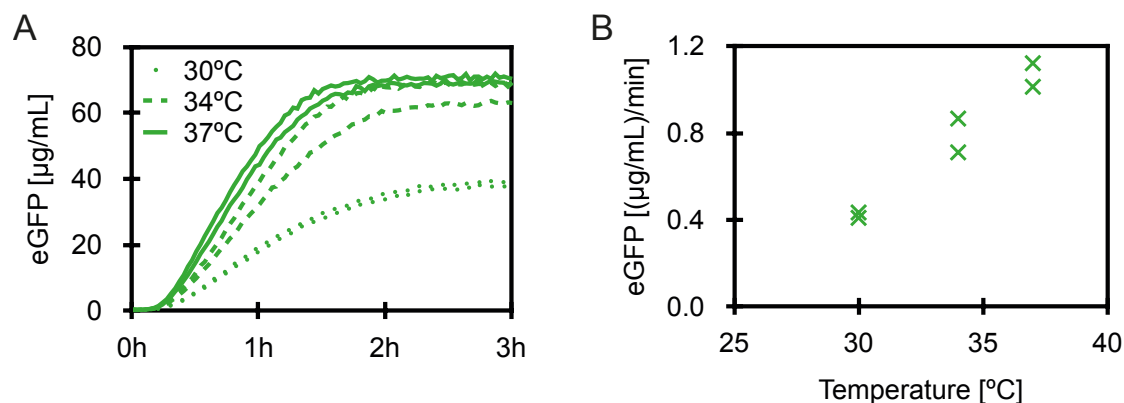 A
eGFP [µg/mL]
80
60
40
20
0
30ºC
34ºC
37ºC
0h 1h 2h 3h
B
eGFP [(µg/mL)/min]
1.2
0.8
0.4
0.0
25 30 35 40
Temperature [ºC]